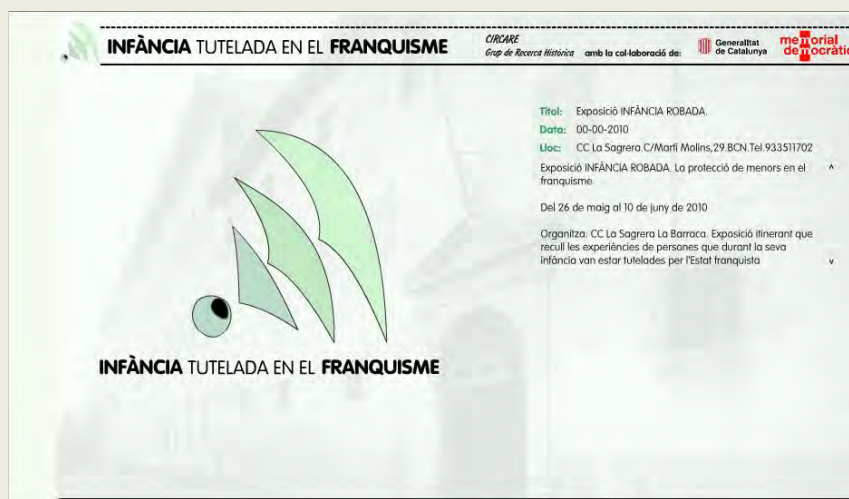 INFÀNCIA TUTELADA EN EL FRANQUISME
CIRCARE
Grup de Recerca Històrica amb la col·laboració de:
Generalitat
de Catalunya
memorial
democràtic
Títol: Exposició INFÀNCIA ROBADA.
Data: 00-00-2010
Lloc: CC La Sagrera.C/Martí Molins,29.BCN.Tel.933511702
Exposició INFÀNCIA ROBADA. La protecció de menors en el
franquisme
Del 26 de maig al 10 de juny de 2010
Organitza: CC La Sagrera La Barraca. Exposició itinerant que
recull les experiències de persones que durant la seva
infància van estar tutelades per l'Estat franquista
INFÀNCIA TUTELADA EN EL FRANQUISME